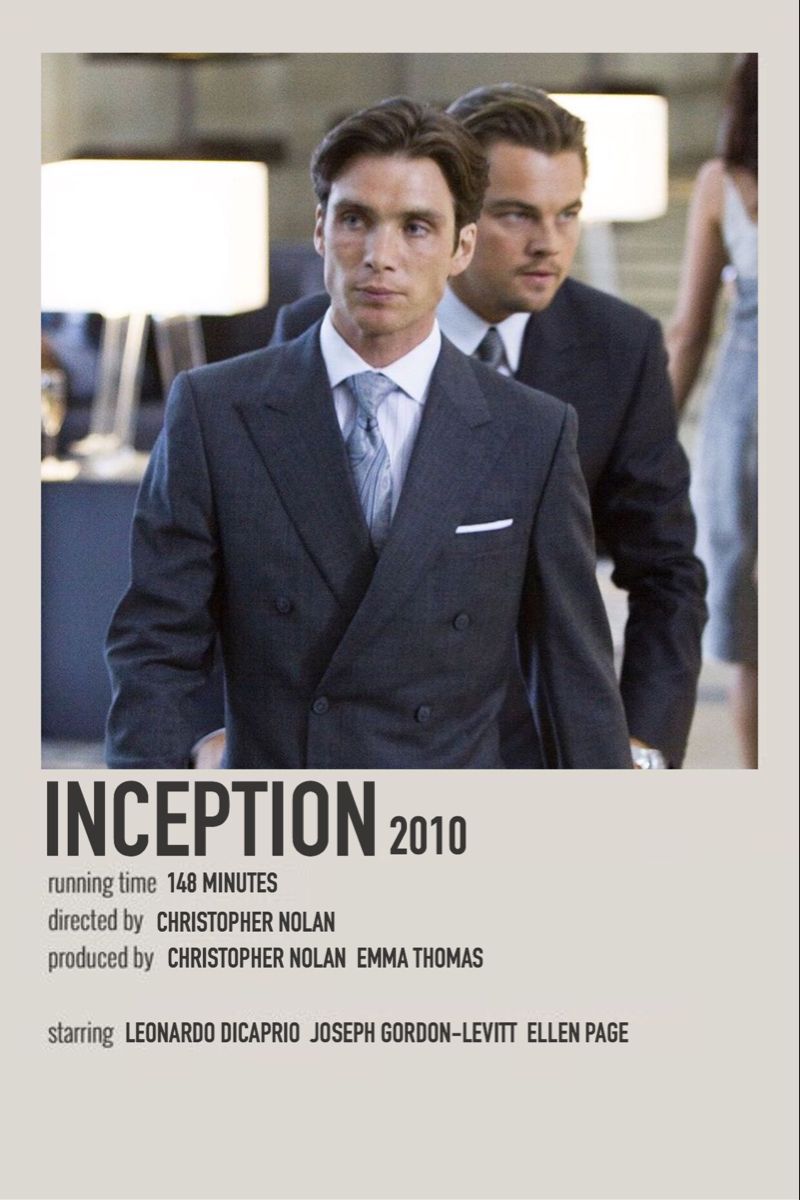 INCEPTION 2010
running time 148 MINUTES
directed by CHRISTOPHER NOLAN
produced by CHRISTOPHER NOLAN EMMA THOMAS
starring LEONARDO DICAPRIO JOSEPH GORDON-LEVITT ELLEN PAGE